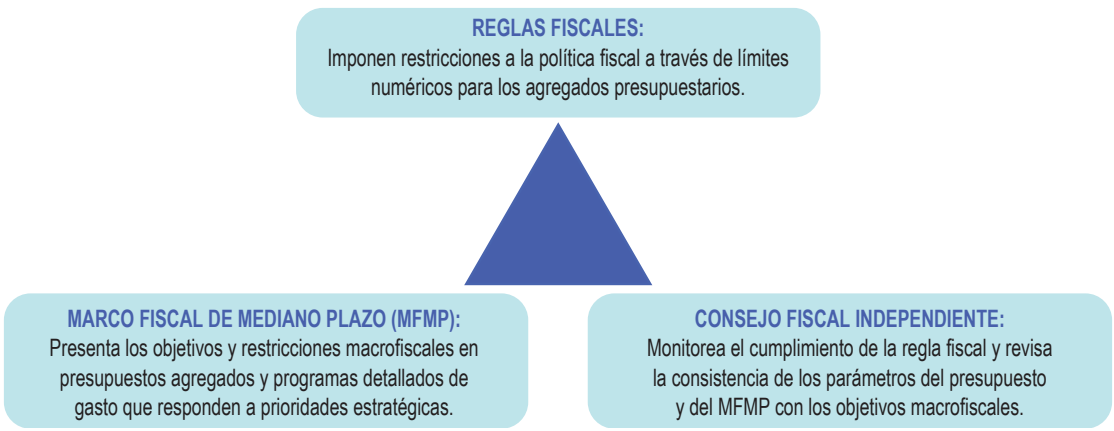 REGLAS FISCALES:
Imponen restricciones a la política fiscal a través de límites
numéricos para los agregados presupuestarios.
MARCO FISCAL DE MEDIANO PLAZO (MFMP):
Presenta los objetivos y restricciones macrofiscales en
presupuestos agregados y programas detallados de
gasto que responden a prioridades estratégicas.
CONSEJO FISCAL INDEPENDIENTE:
Monitorea el cumplimiento de la regla fiscal y revisa
la consistencia de los parámetros del presupuesto
y del MFMP con los objetivos macrofiscales.